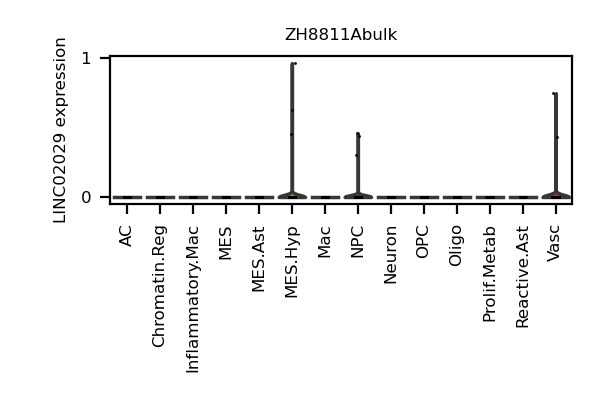 ZH8811Abulk
LINC02029 expression
1
0
AC
Chromatin.Reg
Inflammatory.Mac
MES
MES.Ast
MES.Hyp
Mac
NPC
Neuron
OPC
Oligo
Prolif.Metab
Reactive.Ast
Vasc